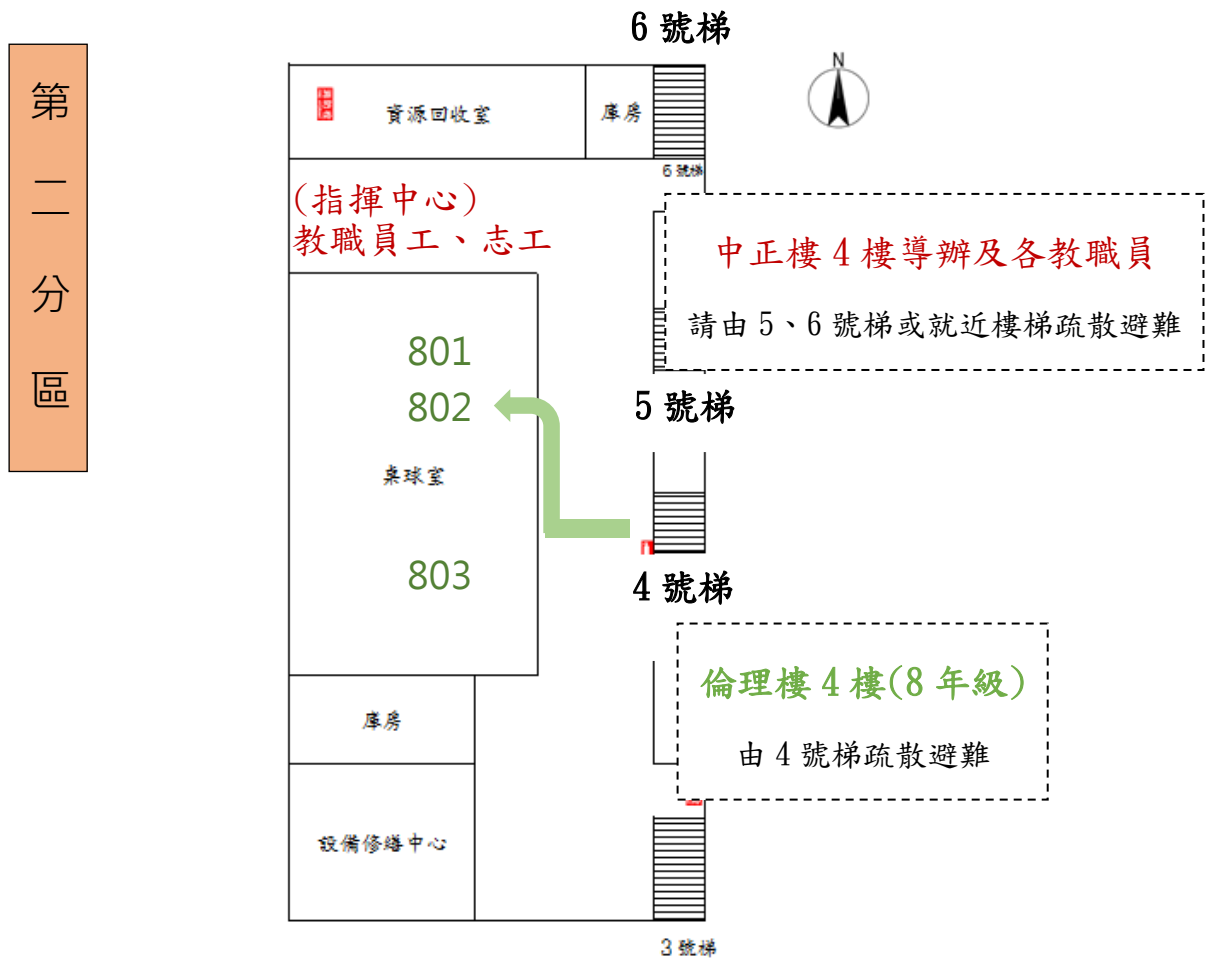 第二分區
6 號梯
N
資源回收室
庫房
6 號梯
(指揮中心)
教職員工、志工
中正樓 4 樓導辦及各教職員
請由 5、6 號梯或就近樓梯疏散避難
801
802
5 號梯
桌球室
803
4 號梯
倫理樓 4 樓(8 年級)
由 4 號梯疏散避難
庫房
設備修繕中心
3 號梯